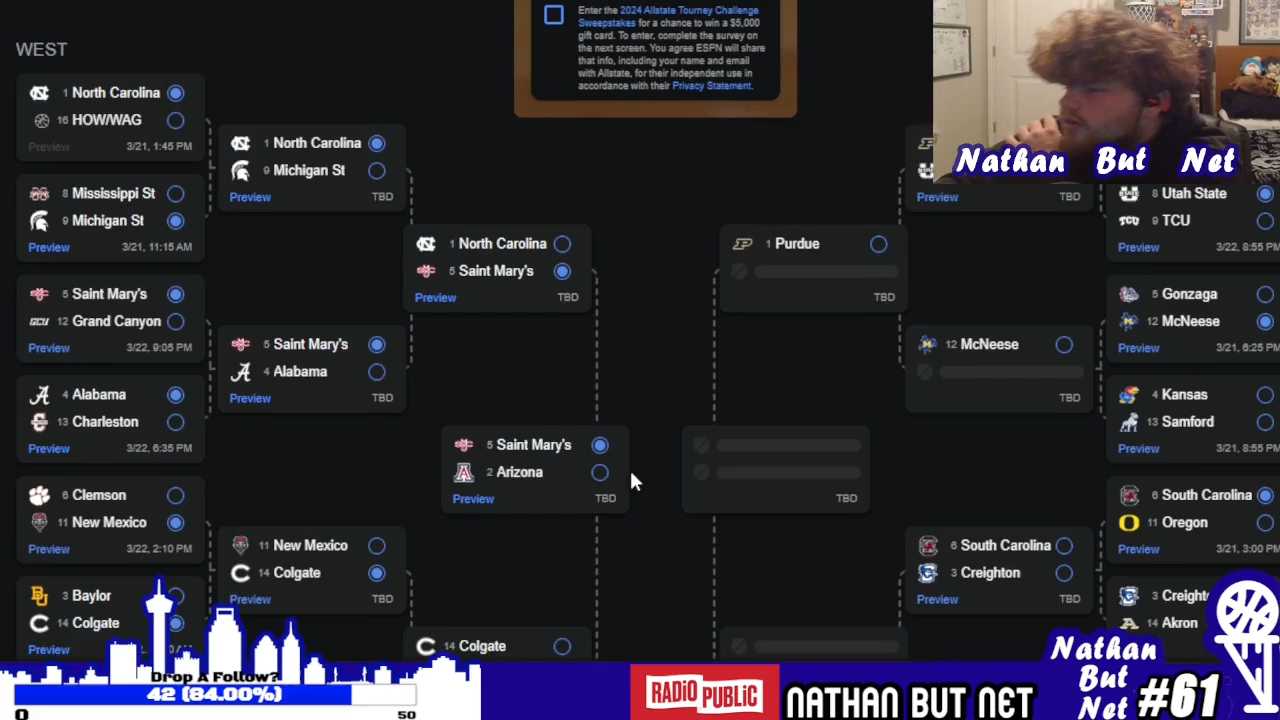 Enter the 2024 Allstate Tourney Challenge
Sweepstakes for a chance to win a $5,000
gift card. To enter, complete the survey on
the next screen. You agree ESPN will share
that info, including your name and email
with Allstate, for their independent use in
accordance with their Privacy Statement.
WEST
1 North Carolina
16 HOW/WAG
Preview 3/21, 1:45 PM
8 Mississippi St
9 Michigan St
Preview 3/21, 11:15 AM
5 Saint Mary's
GCU 12 Grand Canyon
Preview 3/22, 9:05 PM
4 Alabama
13 Charleston
Preview 3/22, 6:35 PM
6 Clemson
11 New Mexico
Preview 3/22, 2:10 PM
3 Baylor
14 Colgate
Preview
1 North Carolina
9 Michigan St
Preview TBD
5 Saint Mary's
4 Alabama
Preview TBD
11 New Mexico
14 Colgate
Preview TBD
1 North Carolina
5 Saint Mary's
Preview TBD
14 Colgate
5 Saint Mary's
2 Arizona
Preview TBD
TBD
1 Purdue
TBD
Preview TBD
12 McNeese
Preview TBD
6 South Carolina
3 Creighton
Preview TBD
8 Utah State
TCU 9 TCU
Preview 3/22, 8:55 PM
5 Gonzaga
12 McNeese
Preview 3/21, 6:25 PM
4 Kansas
13 Samford
Preview 3/21, 8:55 PM
6 South Carolina
11 Oregon
Preview 3/21, 3:00 PM
3 Creight
14 Akron
Nathan But Net
Drop A Follow?
42 (84.00%)
0 50
RADiO PUBLiC
NATHAN BUT NET
Nathan
But
Net
#61